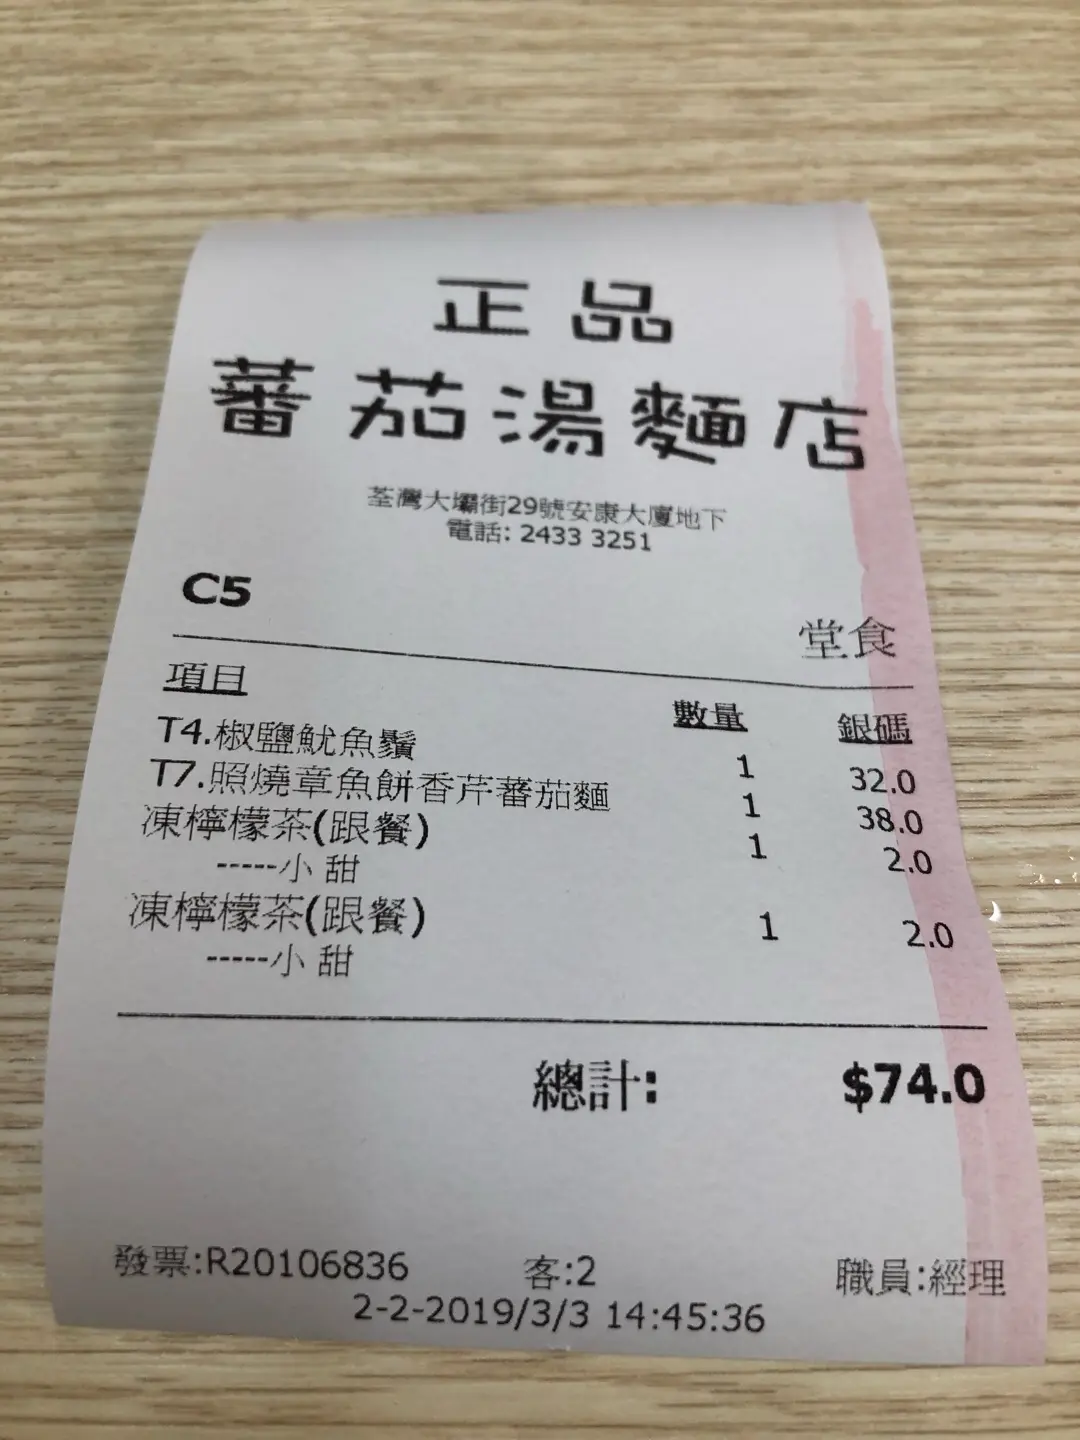 正品
蕃茄湯麵店
荃灣大壩街29號安康大廈地下
電話: 2433 3251
C5
堂食
項目 數量 銀碼
T4.椒鹽魷魚鬚 1 32.0
T7.照燒章魚餅香芹蕃茄麵 1 38.0
凍檸檬茶(跟餐) 1 2.0
-----小 甜
凍檸檬茶(跟餐) 1 2.0
-----小 甜
總計: $74.0
發票:R20106836 客:2 職員:經理
2-2-2019/3/3 14:45:36